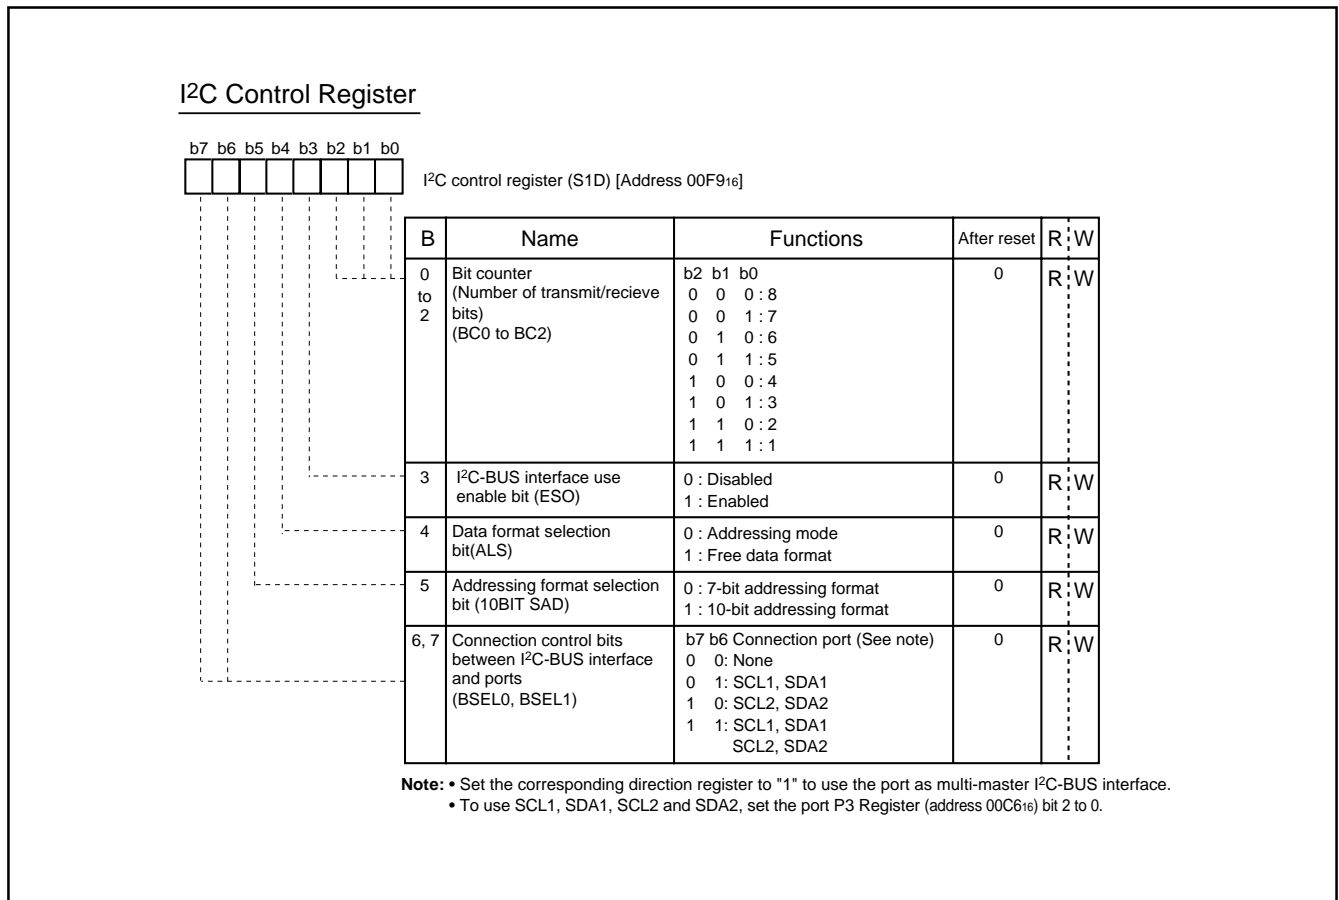 I2C Control Register
b7 b6 b5 b4 b3 b2 b1 b0
I2C control register (S1D) [Address 00F916]
B Name Functions After reset R W
0 to 2 Bit counter (Number of transmit/recieve bits) (BC0 to BC2) b2 b1 b0 0 R W
0 0 0 : 8
0 0 1 : 7
0 1 0 : 6
0 1 1 : 5
1 0 0 : 4
1 0 1 : 3
1 1 0 : 2
1 1 1 : 1
3 I2C-BUS interface use enable bit (ESO) 0 : Disabled 0 R W
1 : Enabled
4 Data format selection bit(ALS) 0 : Addressing mode 0 R W
1 : Free data format
5 Addressing format selection bit (10BIT SAD) 0 : 7-bit addressing format 0 R W
1 : 10-bit addressing format
6, 7 Connection control bits between I2C-BUS interface and ports (BSEL0, BSEL1) b7 b6 Connection port (See note) 0 R W
0 0: None
0 1: SCL1, SDA1
1 0: SCL2, SDA2
1 1: SCL1, SDA1
SCL2, SDA2
Note: • Set the corresponding direction register to "1" to use the port as multi-master I2C-BUS interface.
• To use SCL1, SDA1, SCL2 and SDA2, set the port P3 Register (address 00C616) bit 2 to 0.